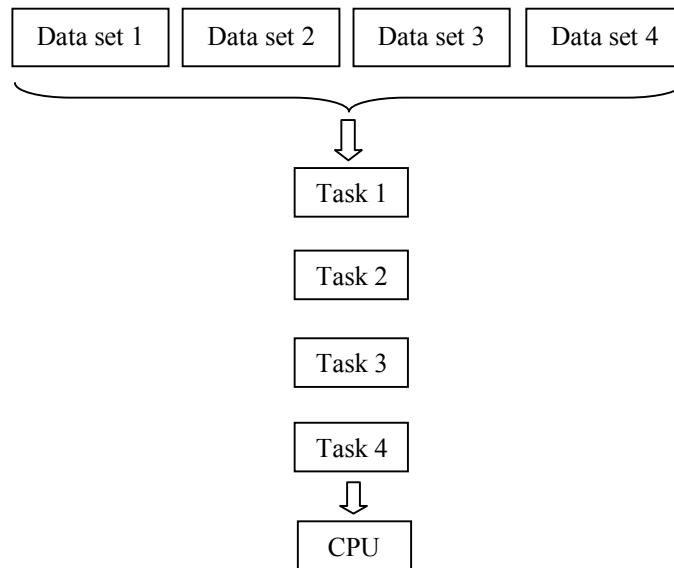 Data set 1 Data set 2 Data set 3 Data set 4
Task 1
Task 2
Task 3
Task 4
CPU